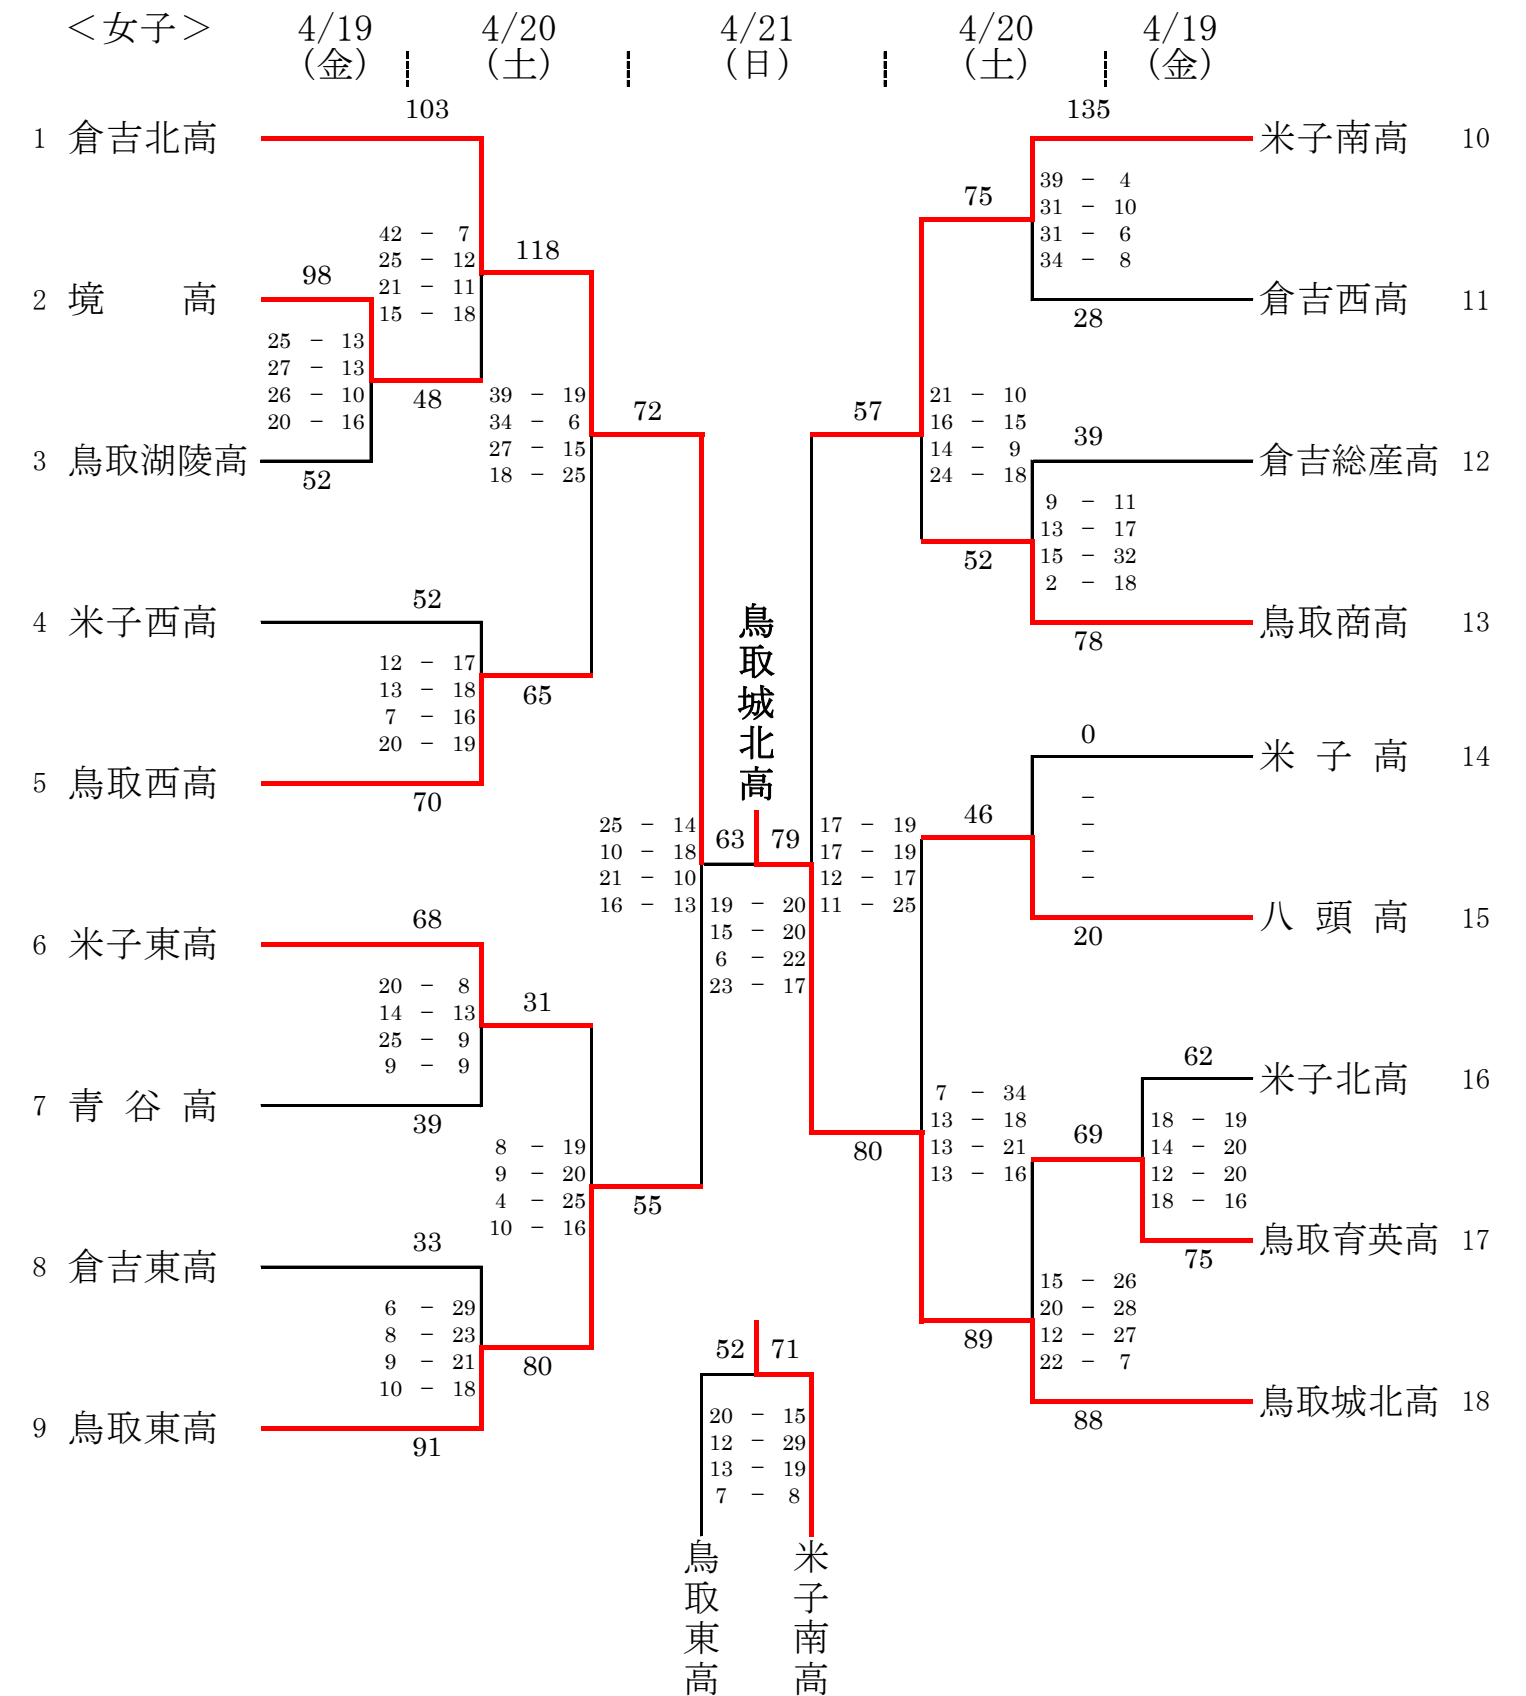 ＜女子＞ 4/19 4/20 4/21 4/20 4/19
(金) (土) (日) (土) (金)
103 135
1 倉吉北高 米子南高 10
39 － 4
75
31 － 10
42 － 7 31 － 6
118
25 － 12 34 － 8
98
21 － 11
2 境 高 倉吉西高 11
15 － 18 28
25 － 13
27 － 13
26 － 10 48 39 － 19 21 － 10
72 57
20 － 16 34 － 6 16 － 15
39
27 － 15 14 － 9
3 鳥取湖陵高 倉吉総産高 12
52 18 － 25 24 － 18
9 － 11
13 － 17
52 15 － 32
2 － 18
52
4 米子西高 鳥取商高 13
78
12 － 17
13 － 18 65
7 － 16
0
20 － 19
米 子 高 14
5 鳥取西高
鳥取城北高
70 －
46
25 － 14 63 79 17 － 19 －
10 － 18 17 － 19 －
21 － 10 12 － 17 －
16 － 13 19 － 20 11 － 25
68 八 頭 高 15
15 － 20 20
6 米子東高
6 － 22
20 － 8 23 － 17
31
14 － 13
25 － 9
62
9 － 9
米子北高 16
7 － 34
7 青 谷 高
39 13 － 18 18 － 19
69
8 － 19 13 － 21 14 － 20
80
9 － 20 13 － 16 12 － 20
4 － 25 55 18 － 16
10 － 16
33 鳥取育英高 17
75
8 倉吉東高
15 － 26
6 － 29 20 － 28
8 － 23 12 － 27
89
9 － 21 80 52 71 22 － 7
10 － 18
鳥取城北高 18
20 － 15 88
9 鳥取東高
91 12 － 29
13 － 19
7 － 8
鳥取東高
米子南高